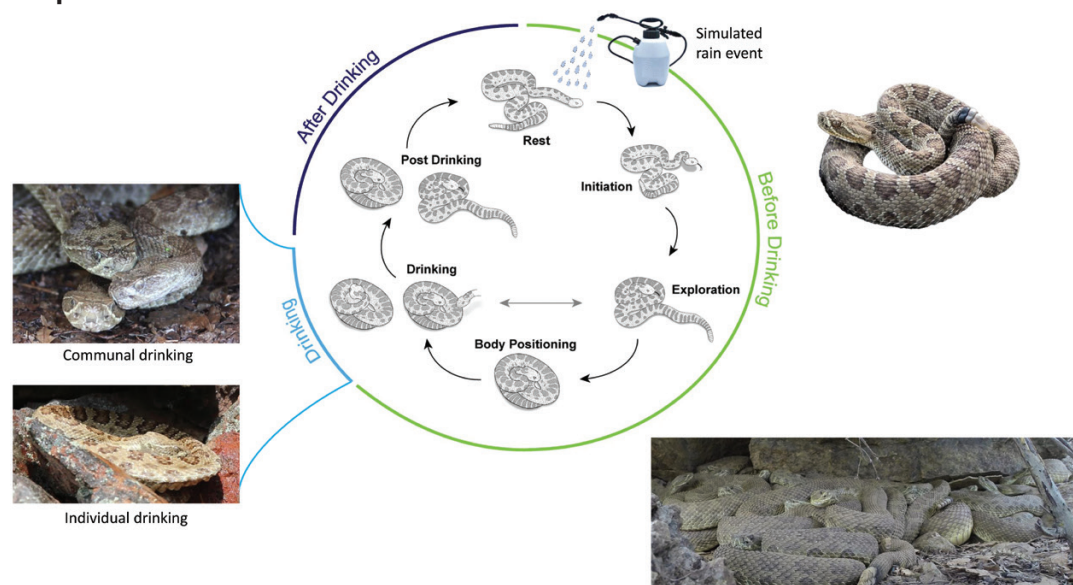 Simulated
rain event
After Drinking
Rest
Post Drinking
Initiation
Before Drinking
Drinking
Exploration
Drinking
Body Positioning
Communal drinking
Individual drinking